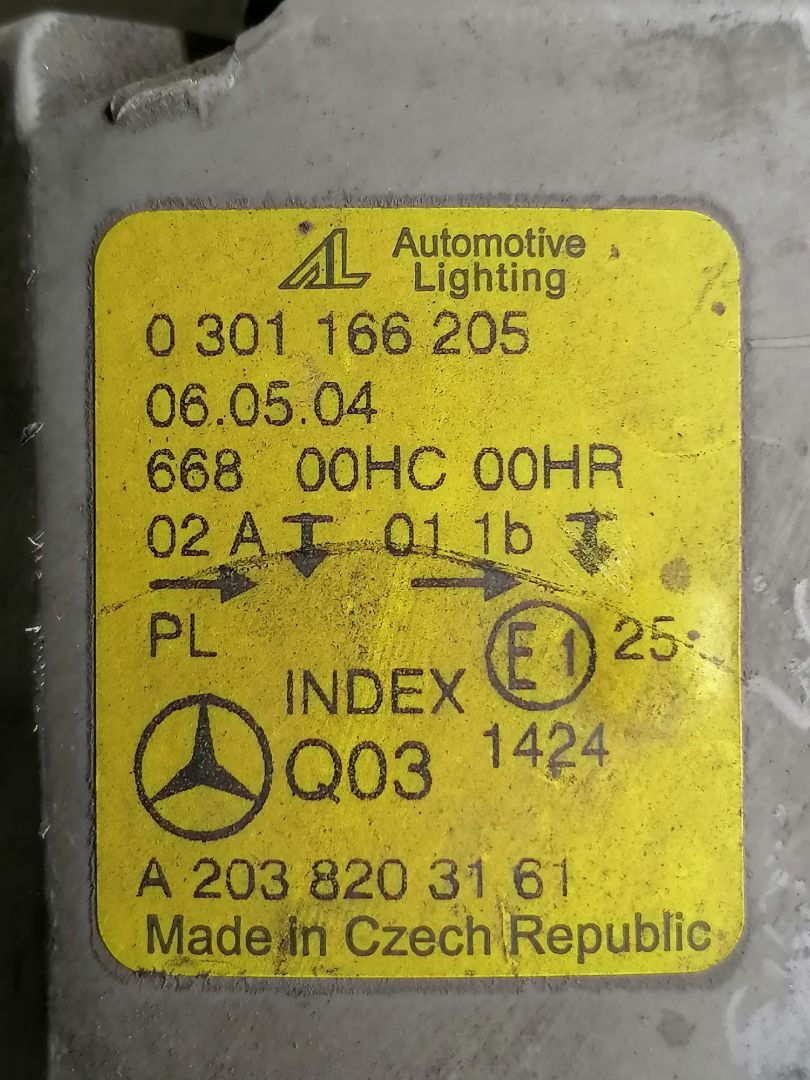 AL Automotive
Lighting
0 301 166 205
06.05.04
668 00HC 00HR
02 A 01 1b
PL
E1 25
INDEX
Q03 1424
A 203 820 31 61
Made in Czech Republic